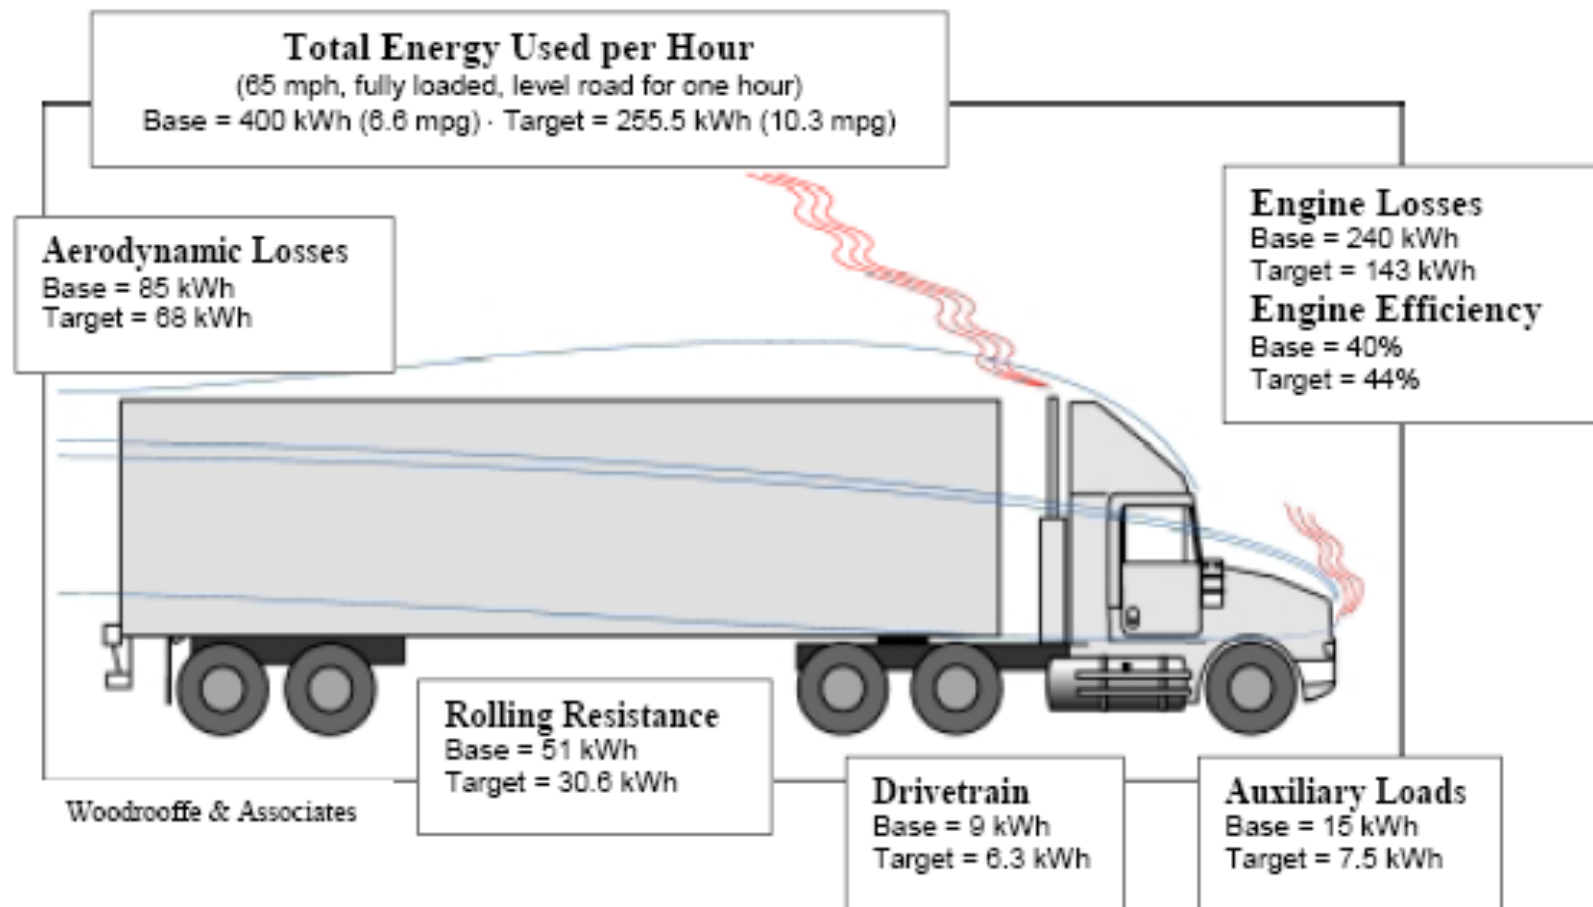 Total Energy Used per Hour
(65 mph, fully loaded, level road for one hour)
Base = 400 kWh (6.6 mpg) · Target = 255.5 kWh (10.3 mpg)
Engine Losses
Base = 240 kWh
Target = 143 kWh
Engine Efficiency
Base = 40%
Target = 44%
Aerodynamic Losses
Base = 85 kWh
Target = 68 kWh
Rolling Resistance
Base = 51 kWh
Target = 30.6 kWh
Drivetrain
Base = 9 kWh
Target = 6.3 kWh
Auxiliary Loads
Base = 15 kWh
Target = 7.5 kWh
Woodrooffe & Associates